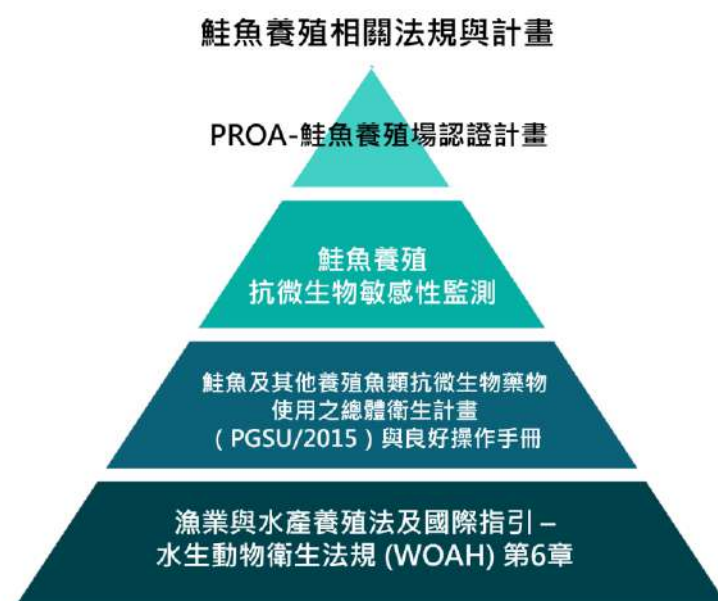 鮭魚養殖相關法規與計畫
PROA-鮭魚養殖場認證計畫
鮭魚養殖
抗微生物敏感性監測
鮭魚及其他養殖魚類抗微生物藥物
使用之總體衛生計畫
（PGSU/2015）與良好操作手冊
漁業與水產養殖法及國際指引 –
水生動物衛生法規 (WOAH) 第6章